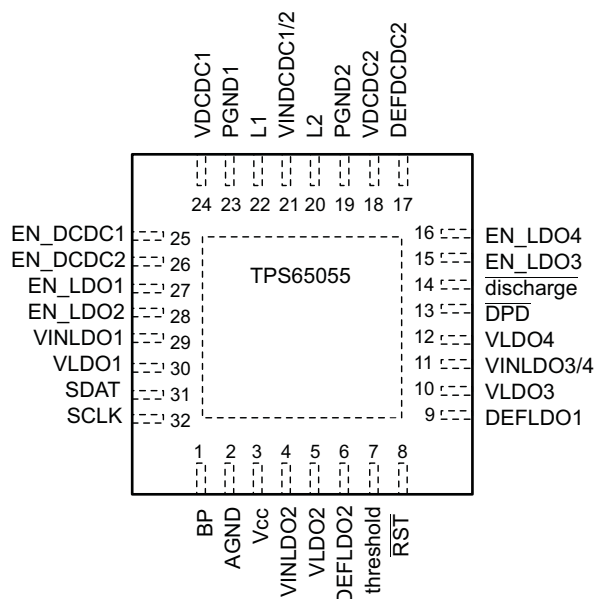 VDCDC1
PGND1
L1
VINDCDC1/2
L2
PGND2
VDCDC2
DEFDCDC2
24 23 22 21 20 19 18 17
EN_DCDC1 25
EN_DCDC2 26
EN_LDO1 27
EN_LDO2 28
VINLDO1 29
VLDO1 30
SDAT 31
SCLK 32
TPS65055
16 EN_LDO4
15 EN_LDO3
14 discharge
13 DPD
12 VLDO4
11 VINLDO3/4
10 VLDO3
9 DEFLDO1
1 2 3 4 5 6 7 8
BP
AGND
Vcc
VINLDO2
VLDO2
DEFLDO2
threshold
RST